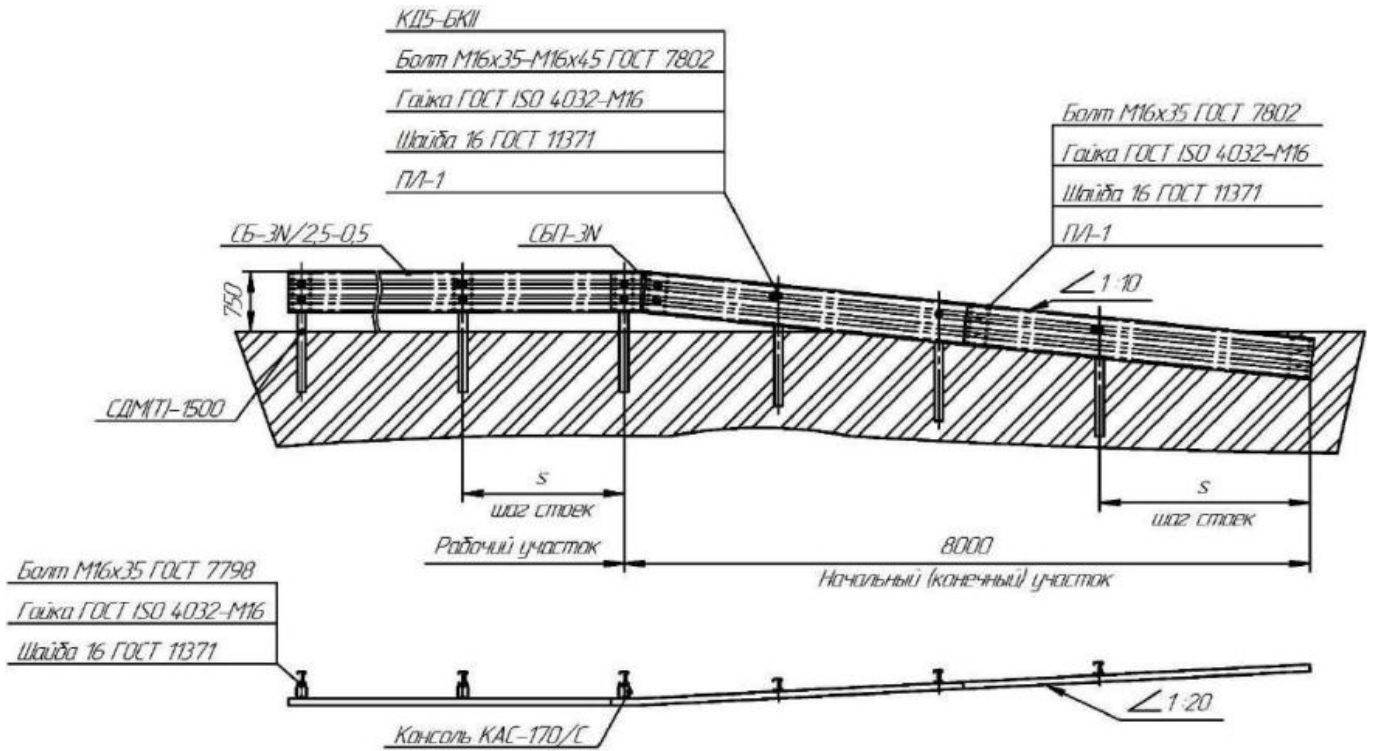 КД5-БКII
Болт М16х35-М16х45 ГОСТ 7802
Гайка ГОСТ ISO 4032-М16
Шайба 16 ГОСТ 11371
ПЛ-1
Болт М16х35 ГОСТ 7802
Гайка ГОСТ ISO 4032-М16
Шайба 16 ГОСТ 11371
ПЛ-1
СБ-3N/2,5-0,5
СБП-3N
1:10
750
СДМ(Т)-1500
S
шаг стоек
S
шаг стоек
Рабочий участок
8000
Начальный (конечный) участок
Болт М16х35 ГОСТ 7798
Гайка ГОСТ ISO 4032-М16
Шайба 16 ГОСТ 11371
Консоль КАС-170/С
1:20